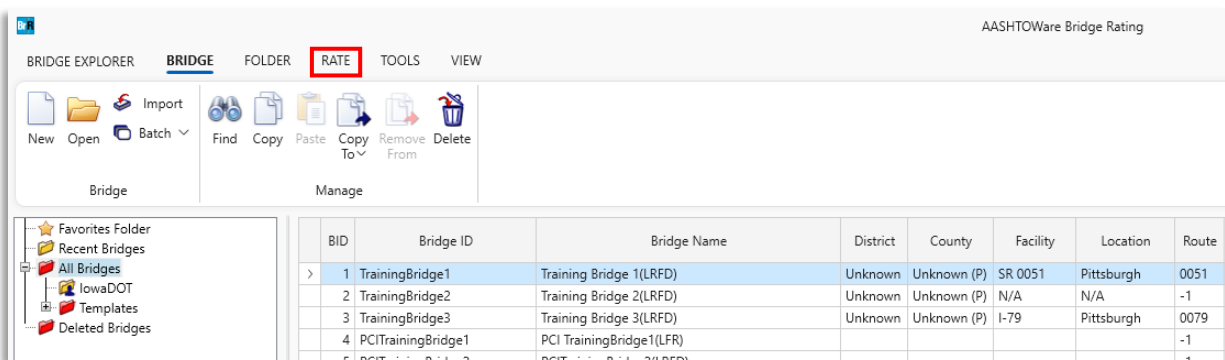 BrR
AASHTOWare Bridge Rating
BRIDGE EXPLORER BRIDGE FOLDER RATE TOOLS VIEW
New Open Import Batch Find Copy Paste Copy To Remove From Delete
Bridge Manage
Favorites Folder
Recent Bridges
All Bridges
IowaDOT
Templates
Deleted Bridges
BID Bridge ID Bridge Name District County Facility Location Route
1 TrainingBridge1 Training Bridge 1(LRFD) Unknown Unknown (P) SR 0051 Pittsburgh 0051
2 TrainingBridge2 Training Bridge 2(LRFD) Unknown Unknown (P) N/A N/A -1
3 TrainingBridge3 Training Bridge 3(LRFD) Unknown Unknown (P) I-79 Pittsburgh 0079
4 PCITrainingBridge1 PCI TrainingBridge1(LFR) -1